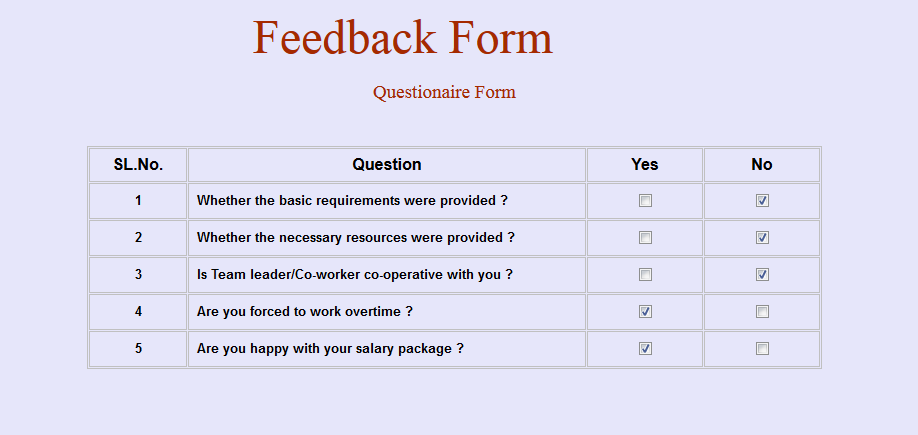 Feedback Form
Questionaire Form
SL.No. Question Yes No
1 Whether the basic requirements were provided ?
2 Whether the necessary resources were provided ?
3 Is Team leader/Co-worker co-operative with you ?
4 Are you forced to work overtime ?
5 Are you happy with your salary package ?